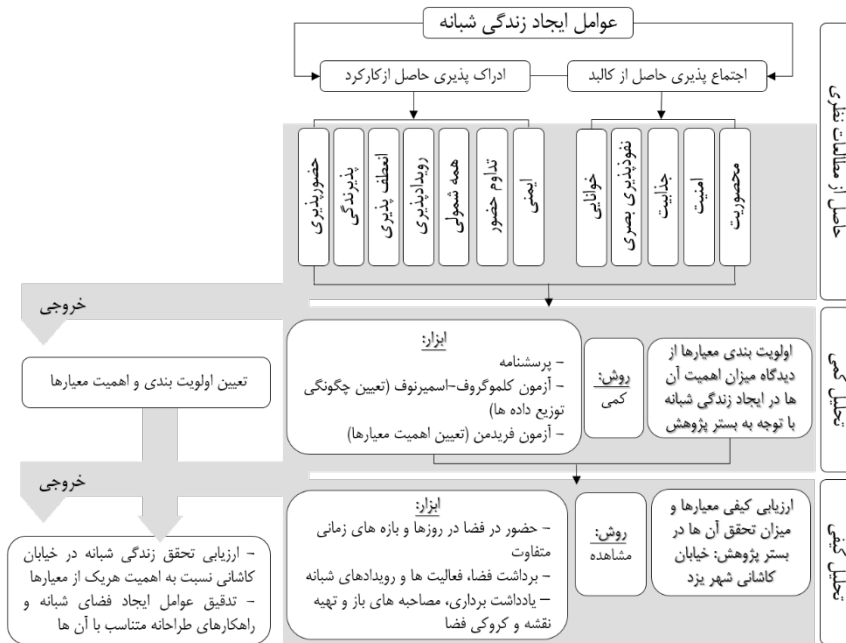 عوامل ایجاد زندگی شبانه
اجتماع پذیری حاصل از کالبد
ادراک پذیری حاصل ازکارکرد
حاصل از مطالعات نظری
محصوریت
امنیت
جذابیت
نفوذپذیری بصری
خوانایی
ایمنی
تداوم حضور
همه شمولی
رویدادپذیری
انعطف پذیری
پذیرندگی
حضورپذیری
خروجی
تحلیل کمی
اولویت بندی معیارها از
دیدگاه میزان اهمیت آن
ها در ایجاد زندگی شبانه
با توجه به بستر پژوهش
روش:
کمی
ابزار:
- پرسشنامه
- آزمون کلموگروف-اسمیرنوف (تعیین چگونگی
توزیع داده ها)
- آزمون فریدمن (تعیین اهمیت معیارها)
تعیین اولویت بندی و اهمیت معیارها
خروجی
تحلیل کیفی
ارزیابی کیفی معیارها و
میزان تحقق آن ها در
بستر پژوهش: خیابان
کاشانی شهر یزد
روش:
مشاهده
ابزار:
- حضور در فضا در روزها و بازه های زمانی
متفاوت
- برداشت فضا، فعالیت ها و رویدادهای شبانه
- یادداشت برداری، مصاحبه های باز و تهیه
نقشه و کروکی فضا
- ارزیابی تحقق زندگی شبانه در خیابان
کاشانی نسبت به اهمیت هریک از معیارها
- تدقیق عوامل ایجاد فضای شبانه و
راهکارهای طراحانه متناسب با آن ها